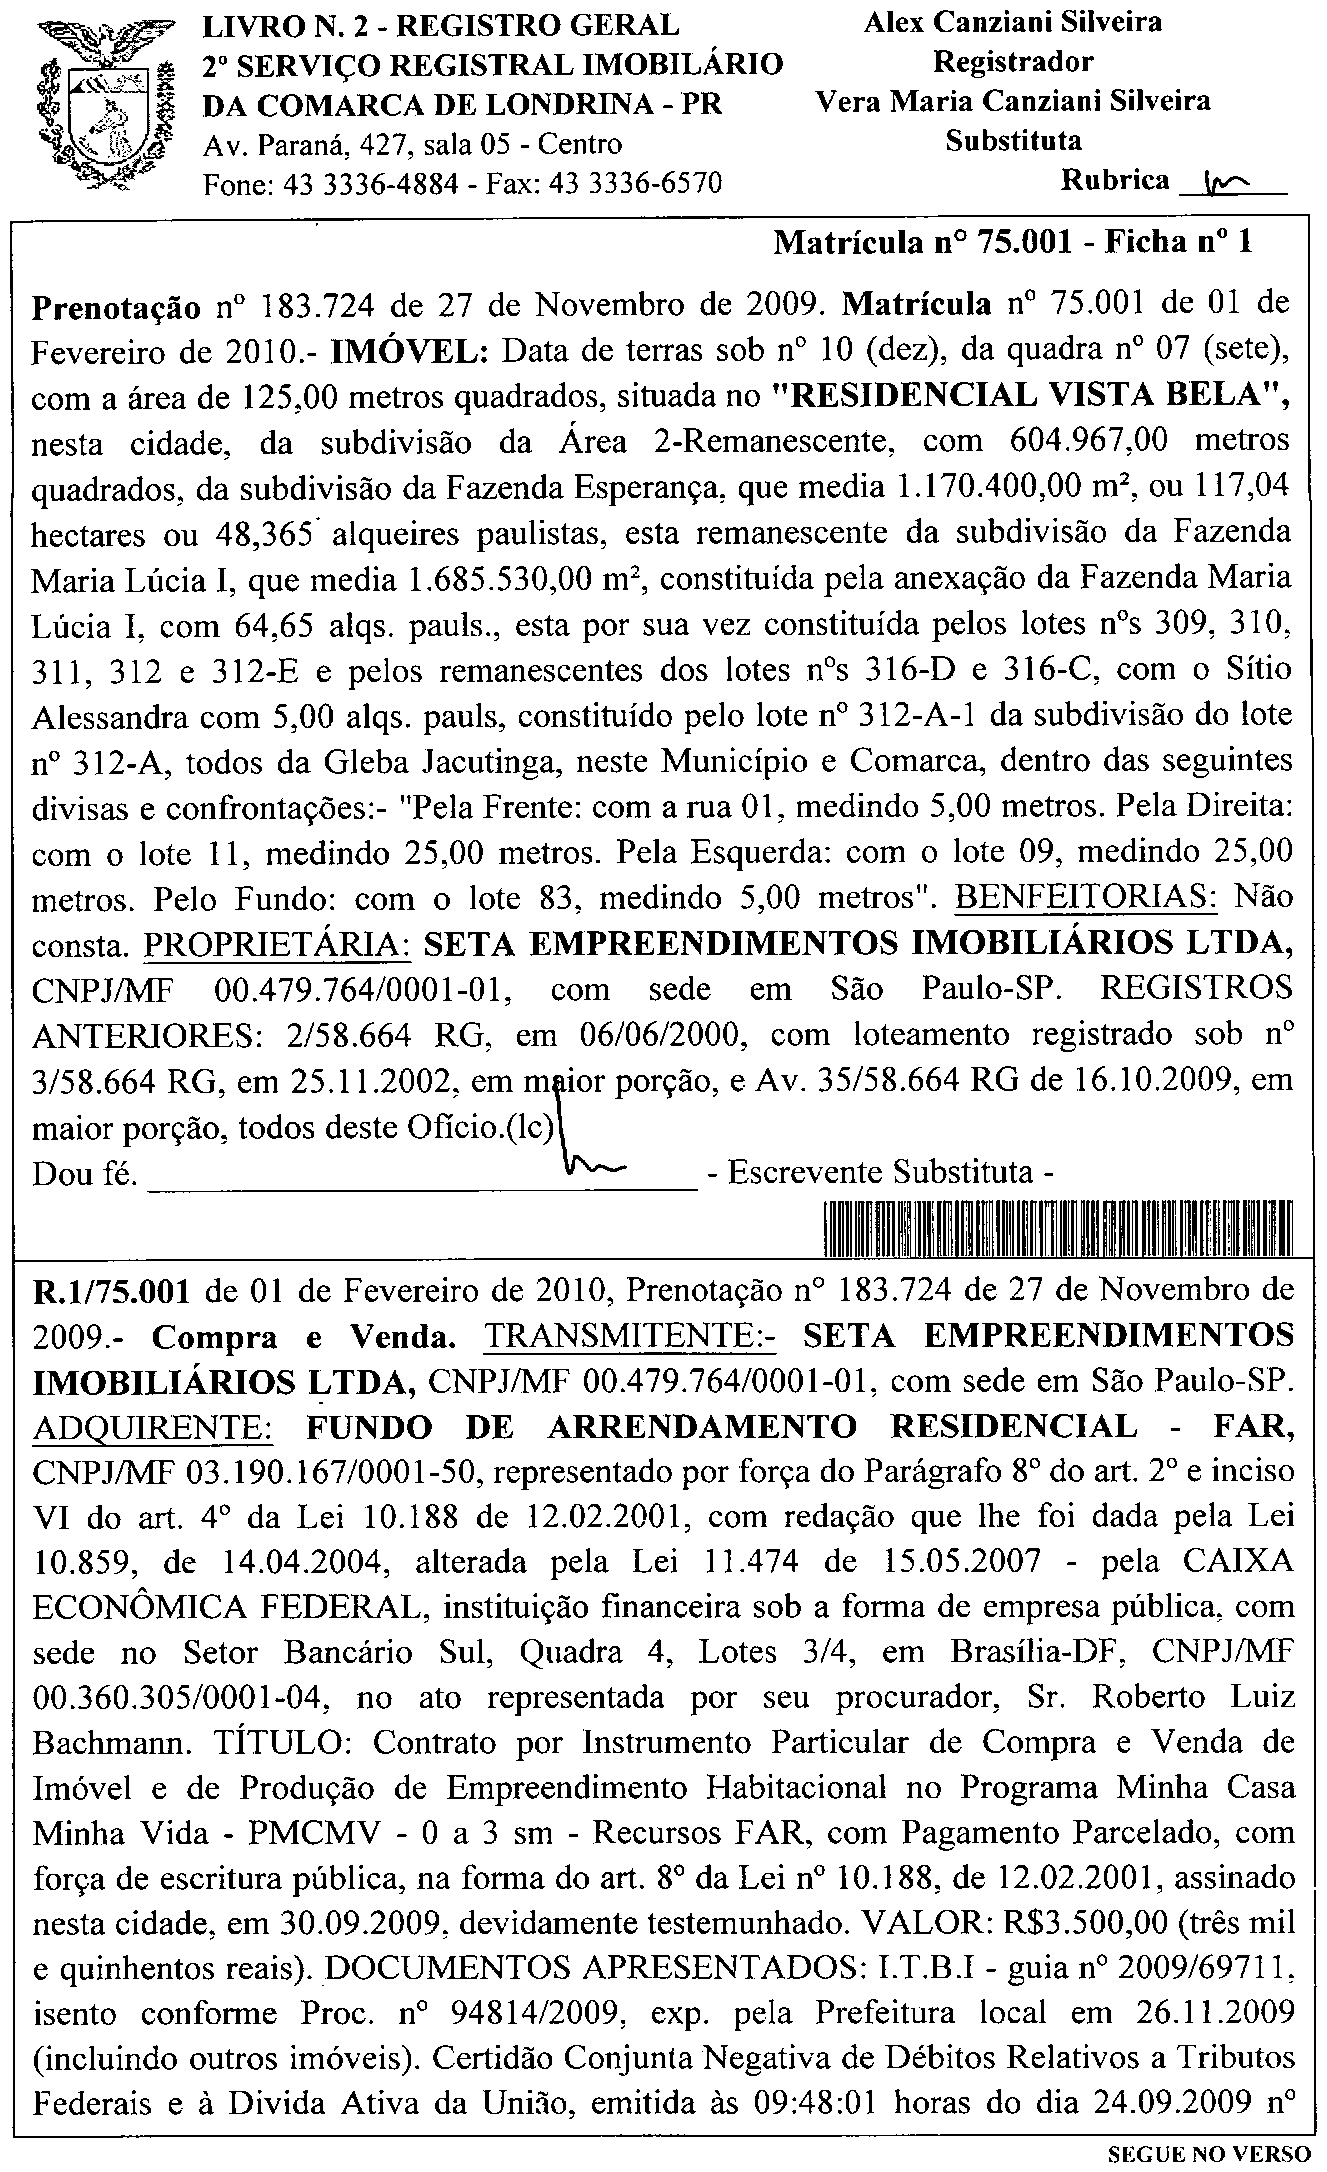 LIVRO N. 2 - REGISTRO GERAL
2º SERVIÇO REGISTRAL IMOBILÁRIO
DA COMARCA DE LONDRINA - PR
Av. Paraná, 427, sala 05 - Centro
Fone: 43 3336-4884 - Fax: 43 3336-6570
Alex Canziani Silveira
Registrador
Vera Maria Canziani Silveira
Substituta
Rubrica
Matrícula nº 75.001 - Ficha nº 1
Prenotação nº 183.724 de 27 de Novembro de 2009. Matrícula nº 75.001 de 01 de
Fevereiro de 2010.- IMÓVEL: Data de terras sob nº 10 (dez), da quadra nº 07 (sete),
com a área de 125,00 metros quadrados, situada no "RESIDENCIAL VISTA BELA",
nesta cidade, da subdivisão da Área 2-Remanescente, com 604.967,00 metros
quadrados, da subdivisão da Fazenda Esperança, que media 1.170.400,00 m², ou 117,04
hectares ou 48,365 alqueires paulistas, esta remanescente da subdivisão da Fazenda
Maria Lúcia I, que media 1.685.530,00 m², constituída pela anexação da Fazenda Maria
Lúcia I, com 64,65 alqs. pauls., esta por sua vez constituída pelos lotes nºs 309, 310,
311, 312 e 312-E e pelos remanescentes dos lotes nºs 316-D e 316-C, com o Sítio
Alessandra com 5,00 alqs. pauls, constituído pelo lote nº 312-A-1 da subdivisão do lote
nº 312-A, todos da Gleba Jacutinga, neste Município e Comarca, dentro das seguintes
divisas e confrontações:- "Pela Frente: com a rua 01, medindo 5,00 metros. Pela Direita:
com o lote 11, medindo 25,00 metros. Pela Esquerda: com o lote 09, medindo 25,00
metros. Pelo Fundo: com o lote 83, medindo 5,00 metros". BENFEITORIAS: Não
consta. PROPRIETÁRIA: SETA EMPREENDIMENTOS IMOBILIÁRIOS LTDA,
CNPJ/MF 00.479.764/0001-01, com sede em São Paulo-SP. REGISTROS
ANTERIORES: 2/58.664 RG, em 06/06/2000, com loteamento registrado sob nº
3/58.664 RG, em 25.11.2002, em maior porção, e Av. 35/58.664 RG de 16.10.2009, em
maior porção, todos deste Ofício.(lc)
Dou fé. - Escrevente Substituta -
R.1/75.001 de 01 de Fevereiro de 2010, Prenotação nº 183.724 de 27 de Novembro de
2009.- Compra e Venda. TRANSMITENTE:- SETA EMPREENDIMENTOS
IMOBILIÁRIOS LTDA, CNPJ/MF 00.479.764/0001-01, com sede em São Paulo-SP.
ADQUIRENTE: FUNDO DE ARRENDAMENTO RESIDENCIAL - FAR,
CNPJ/MF 03.190.167/0001-50, representado por força do Parágrafo 8º do art. 2º e inciso
VI do art. 4º da Lei 10.188 de 12.02.2001, com redação que lhe foi dada pela Lei
10.859, de 14.04.2004, alterada pela Lei 11.474 de 15.05.2007 - pela CAIXA
ECONÔMICA FEDERAL, instituição financeira sob a forma de empresa pública, com
sede no Setor Bancário Sul, Quadra 4, Lotes 3/4, em Brasília-DF, CNPJ/MF
00.360.305/0001-04, no ato representada por seu procurador, Sr. Roberto Luiz
Bachmann. TÍTULO: Contrato por Instrumento Particular de Compra e Venda de
Imóvel e de Produção de Empreendimento Habitacional no Programa Minha Casa
Minha Vida - PMCMV - 0 a 3 sm - Recursos FAR, com Pagamento Parcelado, com
força de escritura pública, na forma do art. 8º da Lei nº 10.188, de 12.02.2001, assinado
nesta cidade, em 30.09.2009, devidamente testemunhado. VALOR: R$3.500,00 (três mil
e quinhentos reais). DOCUMENTOS APRESENTADOS: I.T.B.I - guia nº 2009/69711,
isento conforme Proc. nº 94814/2009, exp. pela Prefeitura local em 26.11.2009
(incluindo outros imóveis). Certidão Conjunta Negativa de Débitos Relativos a Tributos
Federais e à Divida Ativa da União, emitida às 09:48:01 horas do dia 24.09.2009 nº
SEGUE NO VERSO